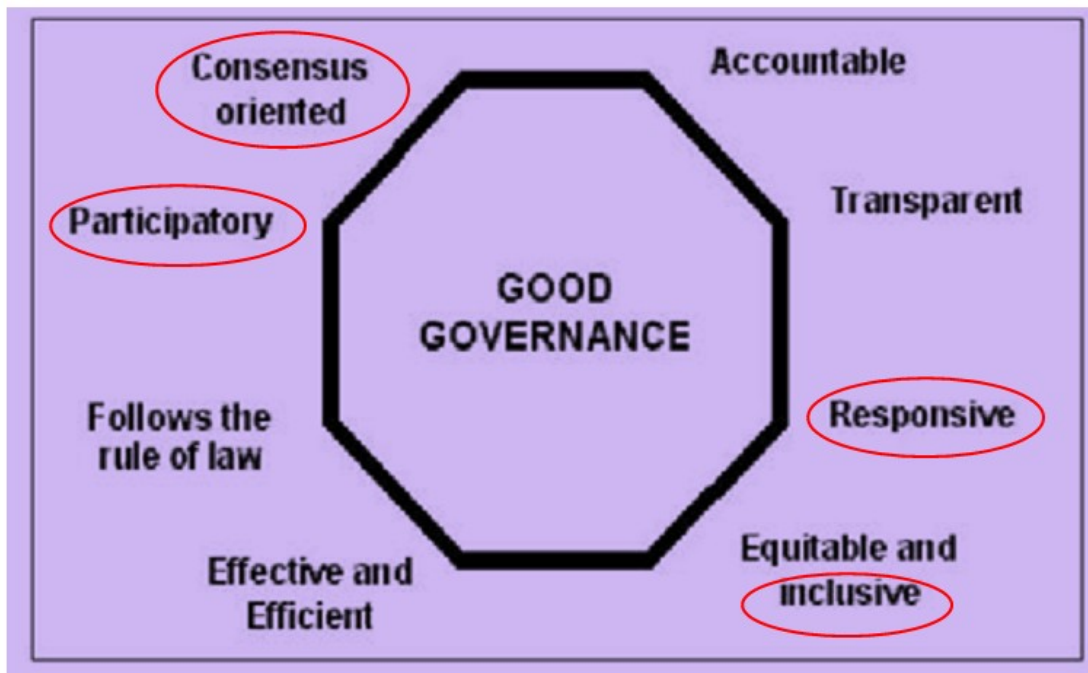 Consensus
oriented
Accountable
Participatory
Transparent
GOOD
GOVERNANCE
Follows the
rule of law
Responsive
Effective and
Efficient
Equitable and
inclusive